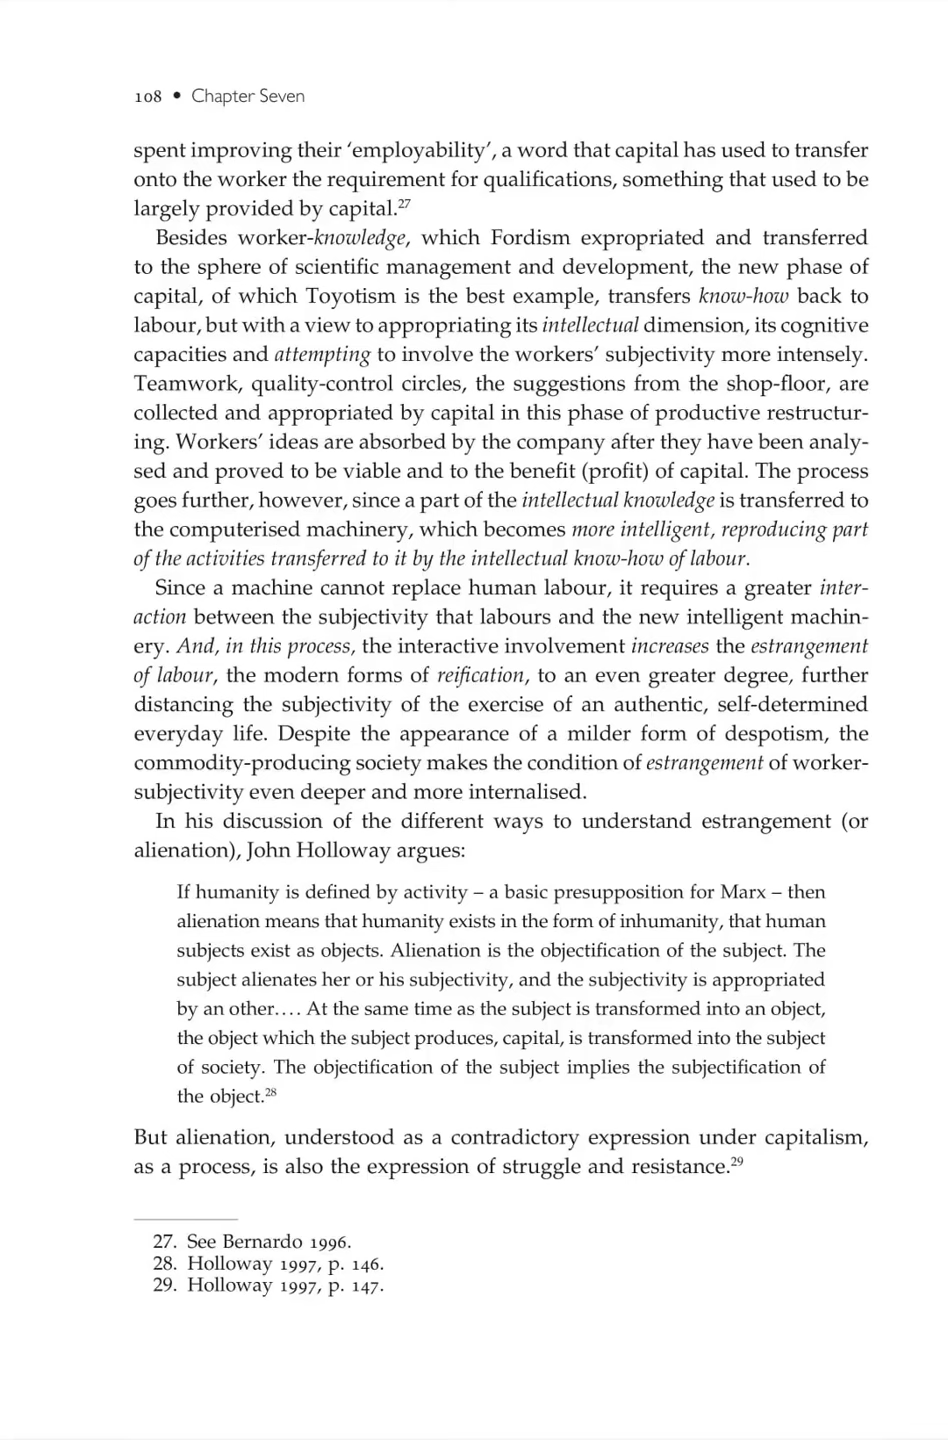 108 • Chapter Seven
spent improving their ‘employability’, a word that capital has used to transfer
onto the worker the requirement for qualifications, something that used to be
largely provided by capital.27
Besides worker-knowledge, which Fordism expropriated and transferred
to the sphere of scientific management and development, the new phase of
capital, of which Toyotism is the best example, transfers know-how back to
labour, but with a view to appropriating its intellectual dimension, its cognitive
capacities and attempting to involve the workers’ subjectivity more intensely.
Teamwork, quality-control circles, the suggestions from the shop-floor, are
collected and appropriated by capital in this phase of productive restructur-
ing. Workers’ ideas are absorbed by the company after they have been analy-
sed and proved to be viable and to the benefit (profit) of capital. The process
goes further, however, since a part of the intellectual knowledge is transferred to
the computerised machinery, which becomes more intelligent, reproducing part
of the activities transferred to it by the intellectual know-how of labour.
Since a machine cannot replace human labour, it requires a greater inter-
action between the subjectivity that labours and the new intelligent machin-
ery. And, in this process, the interactive involvement increases the estrangement
of labour, the modern forms of reification, to an even greater degree, further
distancing the subjectivity of the exercise of an authentic, self-determined
everyday life. Despite the appearance of a milder form of despotism, the
commodity-producing society makes the condition of estrangement of worker-
subjectivity even deeper and more internalised.
In his discussion of the different ways to understand estrangement (or
alienation), John Holloway argues:
If humanity is defined by activity – a basic presupposition for Marx – then
alienation means that humanity exists in the form of inhumanity, that human
subjects exist as objects. Alienation is the objectification of the subject. The
subject alienates her or his subjectivity, and the subjectivity is appropriated
by an other.... At the same time as the subject is transformed into an object,
the object which the subject produces, capital, is transformed into the subject
of society. The objectification of the subject implies the subjectification of
the object.28
But alienation, understood as a contradictory expression under capitalism,
as a process, is also the expression of struggle and resistance.29
27. See Bernardo 1996.
28. Holloway 1997, p. 146.
29. Holloway 1997, p. 147.